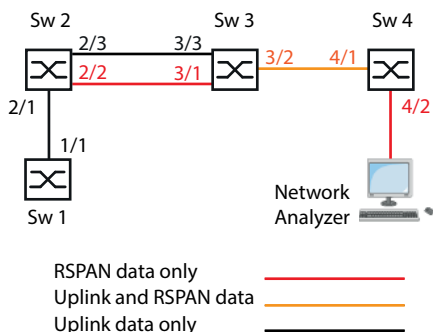 Sw 2
Sw 3
Sw 4
2/3
3/3
2/2
3/1
3/2
4/1
2/1
4/2
1/1
Sw 1
Network
Analyzer
RSPAN data only
Uplink and RSPAN data
Uplink data only